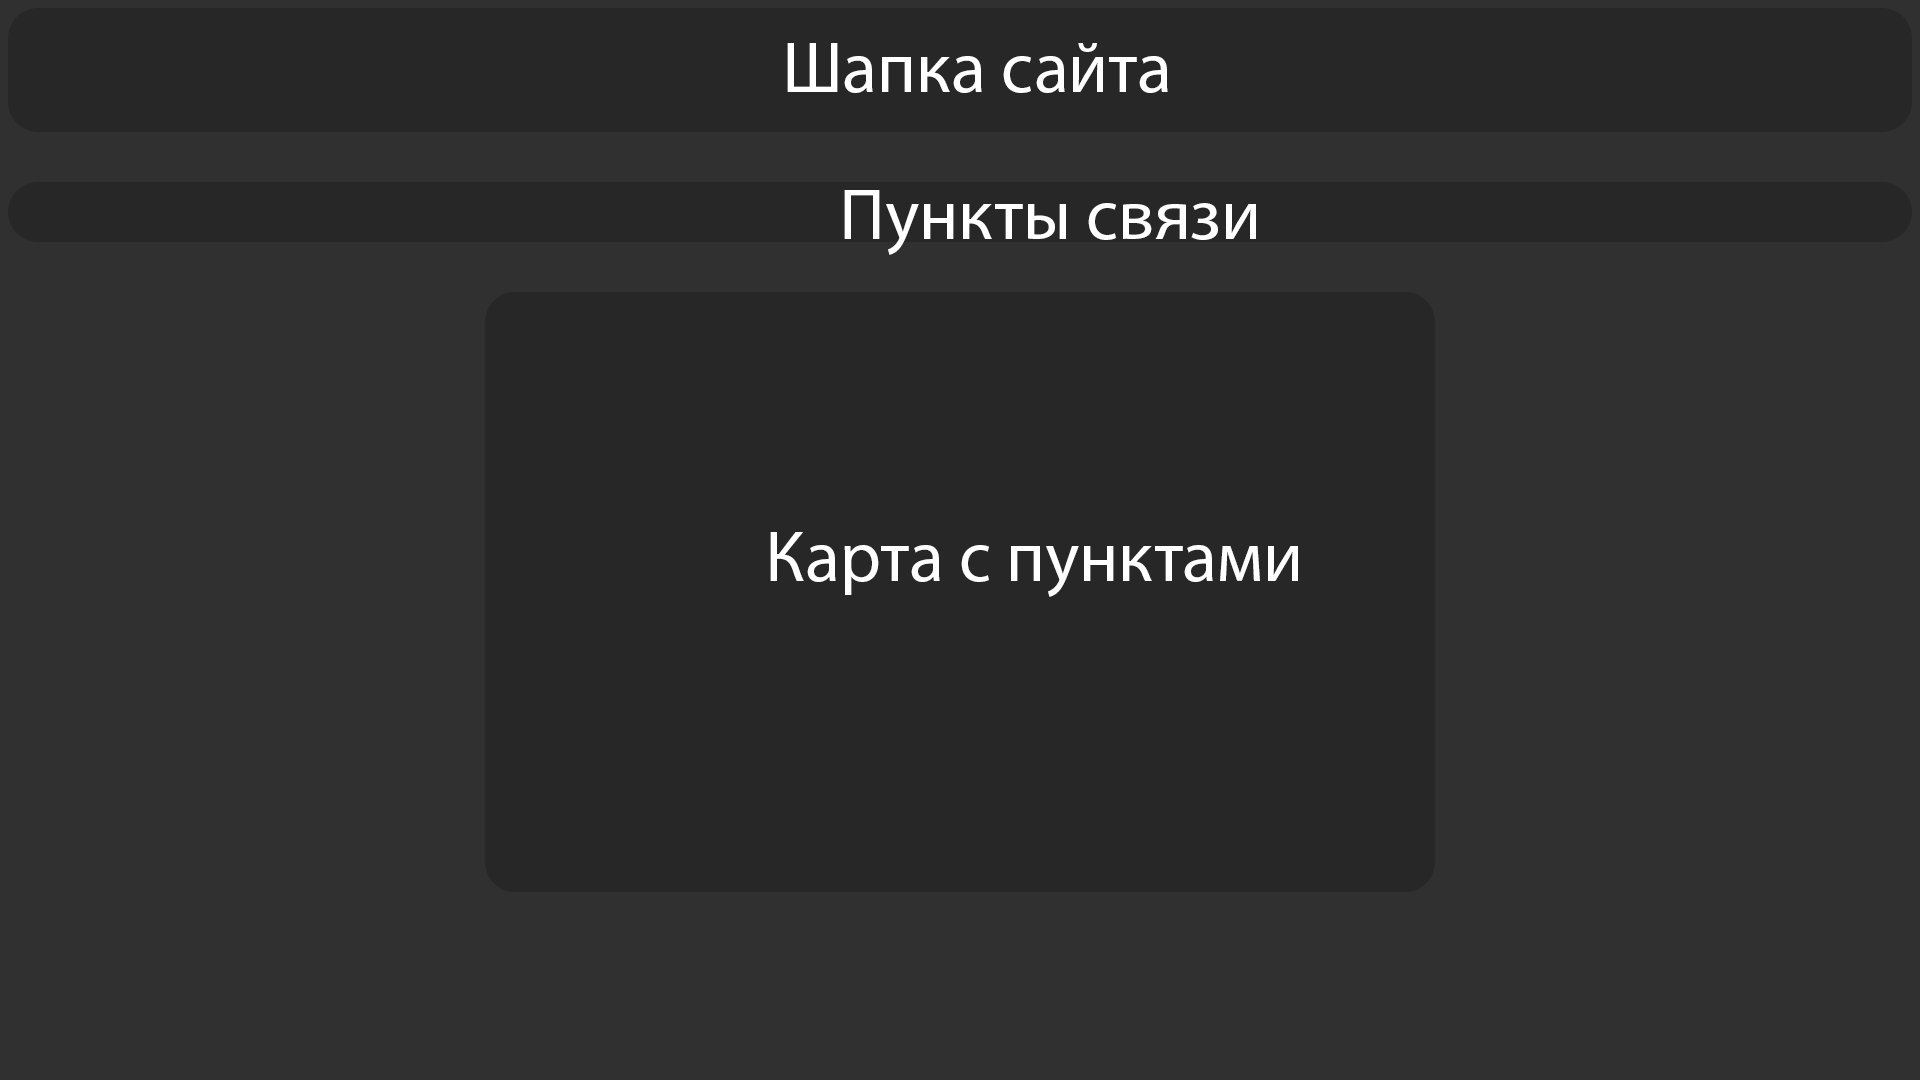 Шапка сайта
Пункты связи
Карта с пунктами